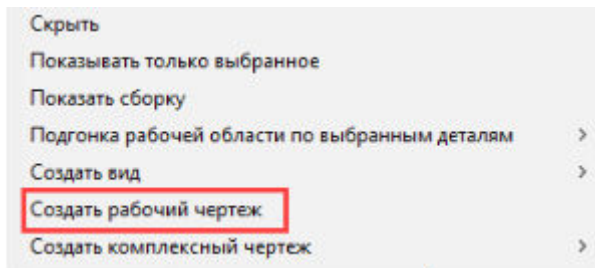 Скрыть
Показывать только выбранное
Показать сборку
Подгонка рабочей области по выбранным деталям
Создать вид
Создать рабочий чертеж
Создать комплексный чертеж